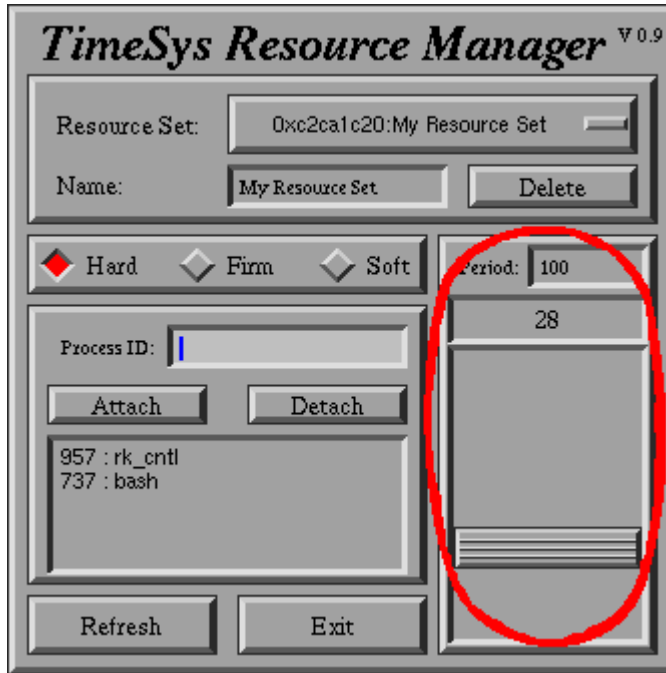 TimeSys Resource Manager V 0.9
Resource Set: 0xc2ca1c20:My Resource Set
Name: My Resource Set Delete
Hard Firm Soft
Period: 100
28
Process ID:
Attach Detach
957 : rk_cntl
737 : bash
Refresh Exit